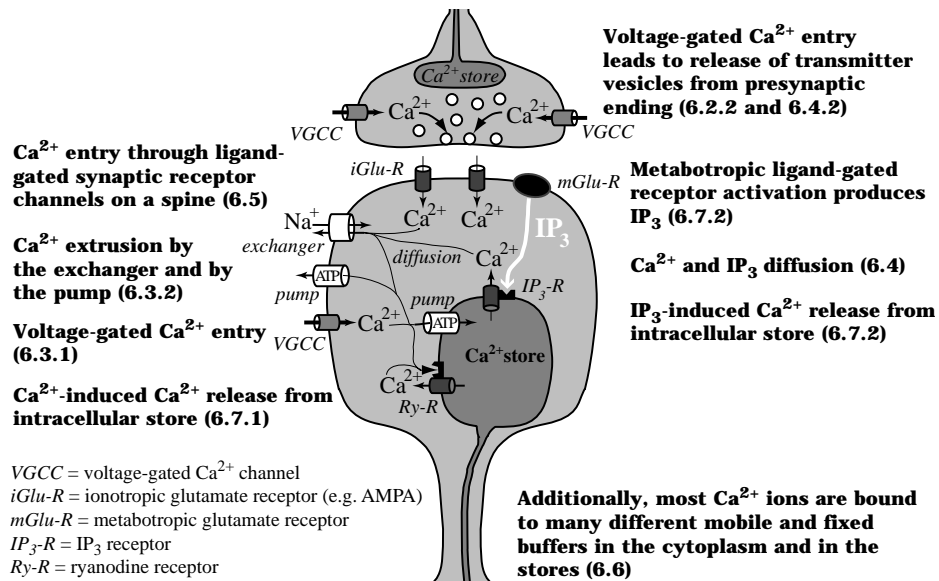 Voltage-gated Ca²⁺ entry
leads to release of transmitter
vesicles from presynaptic
ending (6.2.2 and 6.4.2)
Ca²⁺store
Ca²⁺
Ca²⁺
VGCC
VGCC
Ca²⁺ entry through ligand-
gated synaptic receptor
channels on a spine (6.5)
iGlu-R
mGlu-R
Metabotropic ligand-gated
receptor activation produces
IP₃ (6.7.2)
Na⁺
Ca²⁺
Ca²⁺
IP₃
exchanger
diffusion
Ca²⁺
Ca²⁺ extrusion by
the exchanger and by
the pump (6.3.2)
ATP
pump
pump
IP₃-R
Ca²⁺ and IP₃ diffusion (6.4)
IP₃-induced Ca²⁺ release from
intracellular store (6.7.2)
Voltage-gated Ca²⁺ entry
(6.3.1)
VGCC
Ca²⁺
ATP
Ca²⁺store
Ca²⁺-induced Ca²⁺ release from
intracellular store (6.7.1)
Ca²⁺
Ry-R
VGCC = voltage-gated Ca²⁺ channel
iGlu-R = ionotropic glutamate receptor (e.g. AMPA)
mGlu-R = metabotropic glutamate receptor
IP₃-R = IP₃ receptor
Ry-R = ryanodine receptor
Additionally, most Ca²⁺ ions are bound
to many different mobile and fixed
buffers in the cytoplasm and in the
stores (6.6)